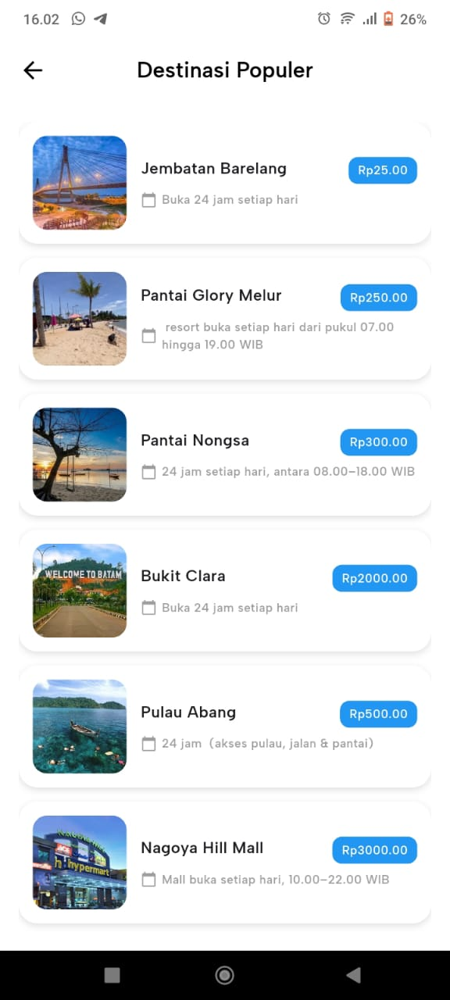 16.02
26%
Destinasi Populer
Jembatan Barelang
Rp25.00
Buka 24 jam setiap hari
Pantai Glory Melur
Rp250.00
resort buka setiap hari dari pukul 07.00
hingga 19.00 WIB
Pantai Nongsa
Rp300.00
24 jam setiap hari, antara 08.00–18.00 WIB
WELCOME TO BATAM
Bukit Clara
Rp2000.00
Buka 24 jam setiap hari
Pulau Abang
Rp500.00
24 jam (akses pulau, jalan & pantai)
ACE
hypermart
Nagoya Hill Mall
Rp3000.00
Mall buka setiap hari, 10.00–22.00 WIB